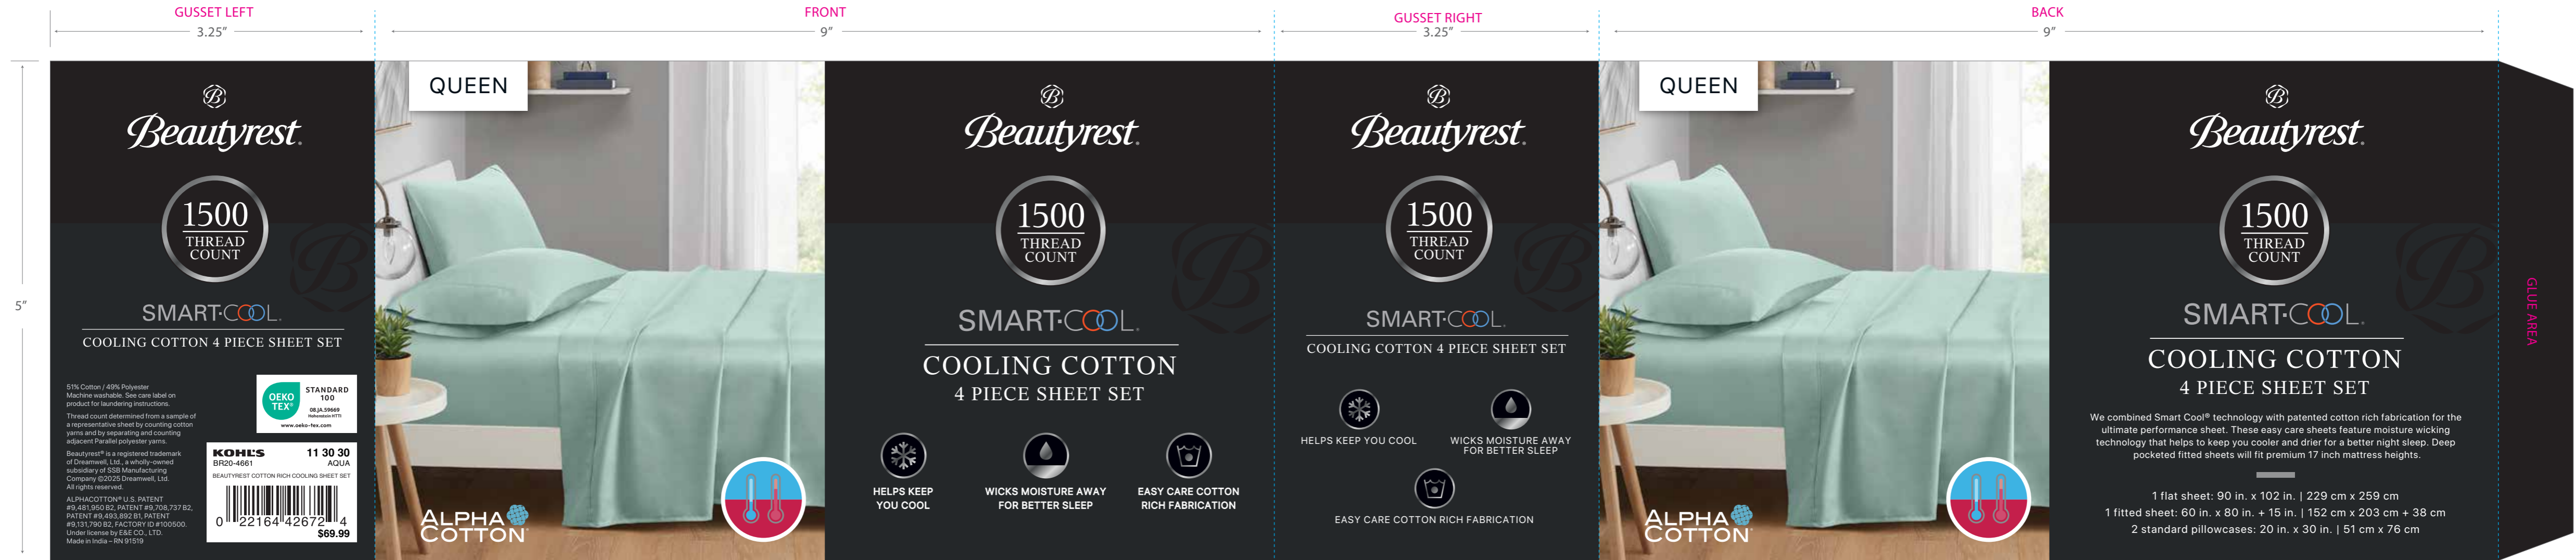 GUSSET LEFT
3.25"
FRONT
9"
GUSSET RIGHT
3.25"
BACK
9"
5"
B
Beautyrest®
1500
THREAD
COUNT
SMART·COOL®
COOLING COTTON 4 PIECE SHEET SET
51% Cotton / 49% Polyester
Machine washable. See care label on
product for laundering instructions.
Thread count determined from a sample of
a representative sheet by counting cotton
yarns and by separating and counting
adjacent Parallel polyester yarns.
Beautyrest® is a registered trademark
of Dreamwell, Ltd., a wholly-owned
subsidiary of SSB Manufacturing
Company ©2025 Dreamwell, Ltd.
All rights reserved.
ALPHACOTTON® U.S. PATENT
#9,481,950 B2, PATENT #9,708,737 B2,
PATENT #9,493,892 B1, PATENT
#9,131,790 B2, FACTORY ID #100500.
Under license by E&E CO., LTD.
Made in India – RN 91519
OEKO
TEX®
STANDARD
100
08.JA.59669
Hohenstein HTTI
www.oeko-tex.com
KOHL'S 11 30 30
BR20-4661 AQUA
BEAUTYREST COTTON RICH COOLING SHEET SET
0 22164 42672 4
$69.99
QUEEN
ALPHA
COTTON
B
Beautyrest®
1500
THREAD
COUNT
SMART·COOL®
COOLING COTTON
4 PIECE SHEET SET
HELPS KEEP
YOU COOL
WICKS MOISTURE AWAY
FOR BETTER SLEEP
EASY CARE COTTON
RICH FABRICATION
B
Beautyrest®
1500
THREAD
COUNT
SMART·COOL®
COOLING COTTON 4 PIECE SHEET SET
HELPS KEEP YOU COOL
WICKS MOISTURE AWAY
FOR BETTER SLEEP
EASY CARE COTTON RICH FABRICATION
QUEEN
ALPHA
COTTON
B
Beautyrest®
1500
THREAD
COUNT
SMART·COOL®
COOLING COTTON
4 PIECE SHEET SET
We combined Smart Cool® technology with patented cotton rich fabrication for the
ultimate performance sheet. These easy care sheets feature moisture wicking
technology that helps to keep you cooler and drier for a better night sleep. Deep
pocketed fitted sheets will fit premium 17 inch mattress heights.
1 flat sheet: 90 in. x 102 in. | 229 cm x 259 cm
1 fitted sheet: 60 in. x 80 in. + 15 in. | 152 cm x 203 cm + 38 cm
2 standard pillowcases: 20 in. x 30 in. | 51 cm x 76 cm
GLUE AREA